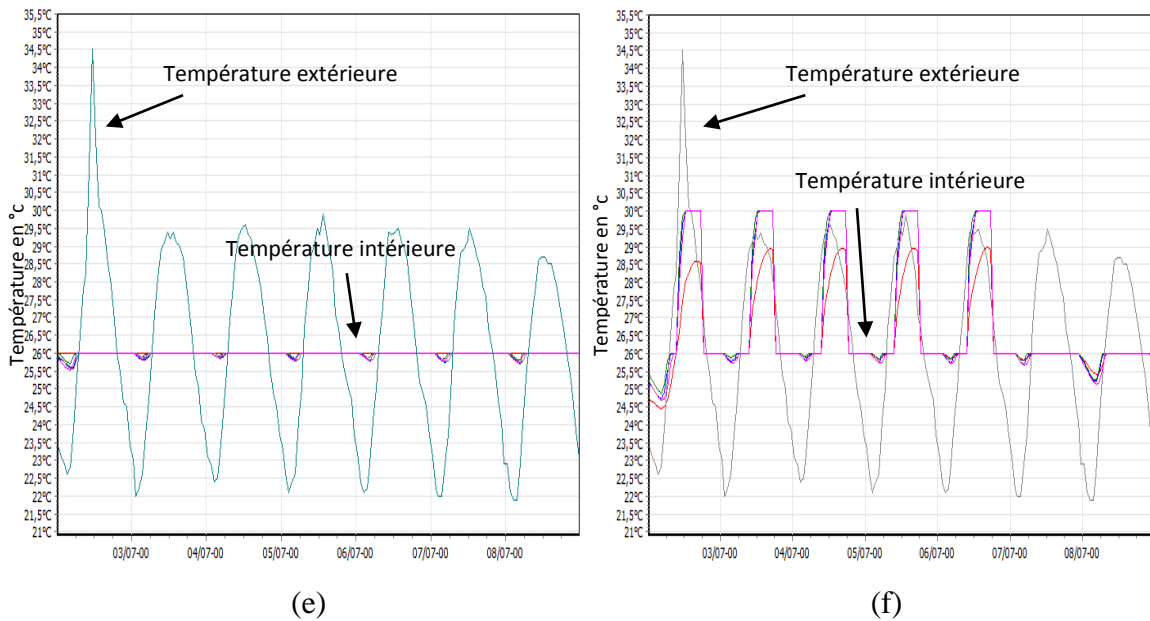 35,5°C
35°C
34,5°C
34°C
33,5°C
33°C
32,5°C
32°C
31,5°C
31°C
30,5°C
30°C
29,5°C
29°C
28,5°C
28°C
27,5°C
27°C
26,5°C
26°C
25,5°C
25°C
24,5°C
24°C
23,5°C
23°C
22,5°C
22°C
21,5°C
21°C
Température en °c
Température extérieure
Température intérieure
03/07-00 04/07-00 05/07-00 06/07-00 07/07-00 08/07-00
(e)
35,5°C
35°C
34,5°C
34°C
33,5°C
33°C
32,5°C
32°C
31,5°C
31°C
30,5°C
30°C
29,5°C
29°C
28,5°C
28°C
27,5°C
27°C
26,5°C
26°C
25,5°C
25°C
24,5°C
24°C
23,5°C
23°C
22,5°C
22°C
21,5°C
21°C
Température en °c
Température extérieure
Température intérieure
03/07-00 04/07-00 05/07-00 06/07-00 07/07-00 08/07-00
(f)